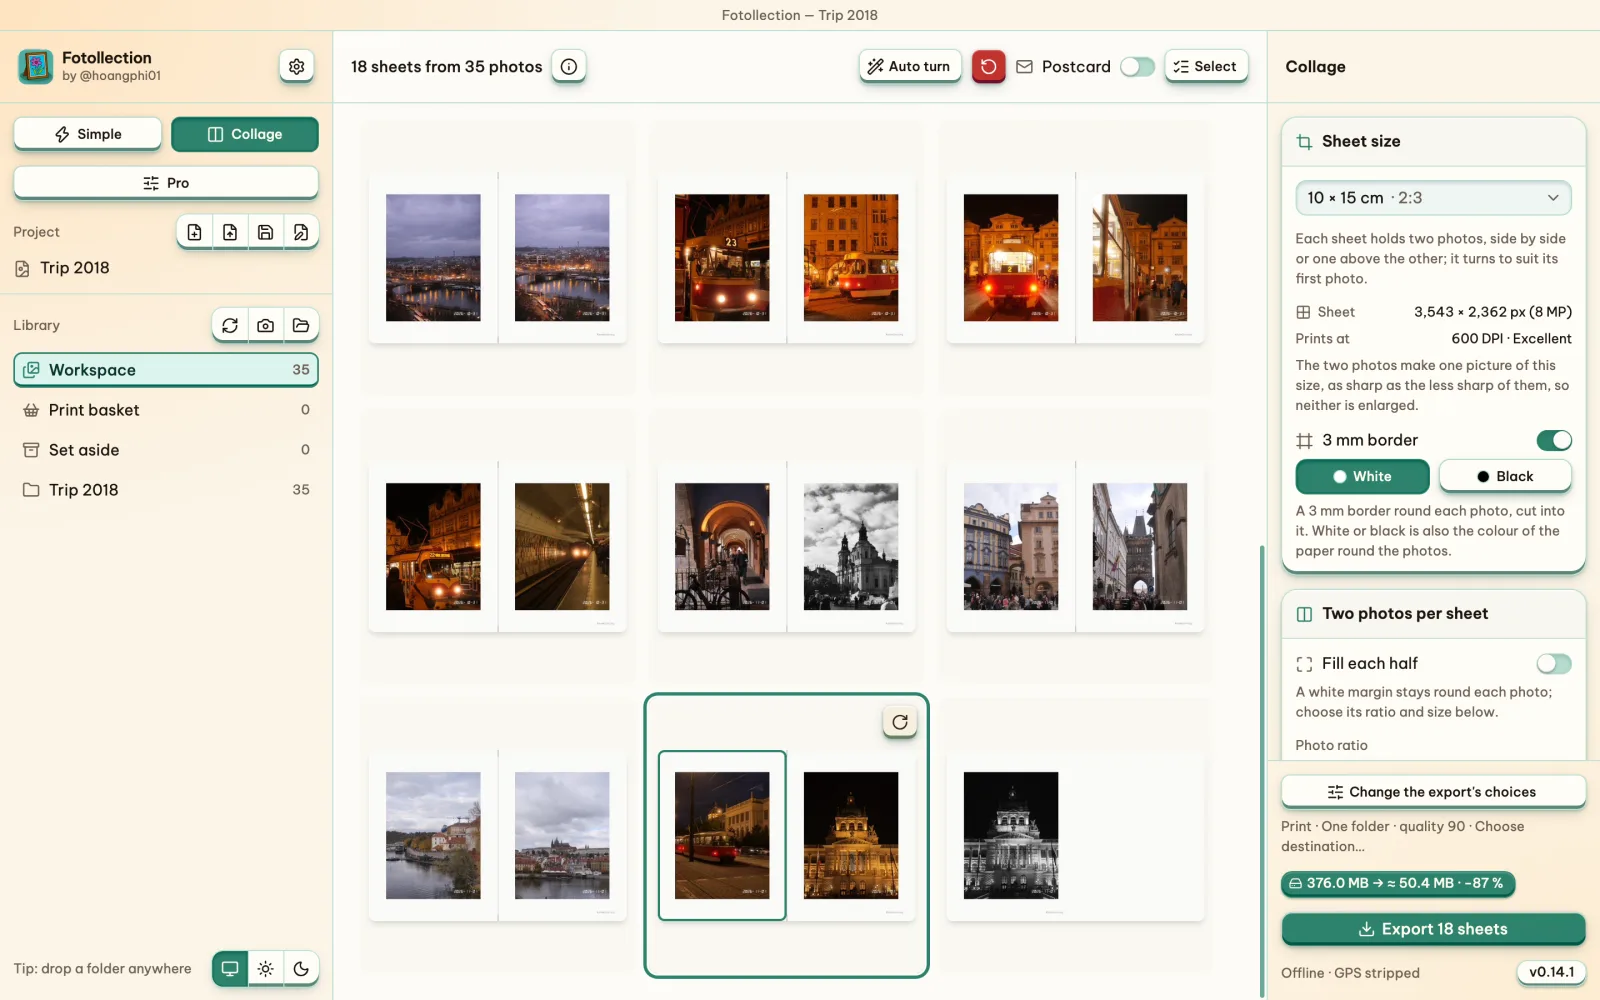 Fotollection — Trip 2018
Fotollection
by @hoangphi01
18 sheets from 35 photos
Auto turn
Postcard
Select
Collage
Simple
Collage
Pro
Project
Trip 2018
Library
Workspace
35
Print basket
0
Set aside
0
Trip 2018
35
Tip: drop a folder anywhere
23
Sheet size
10 × 15 cm · 2:3
Each sheet holds two photos, side by side
or one above the other; it turns to suit its
first photo.
Sheet
3,543 × 2,362 px (8 MP)
Prints at
600 DPI · Excellent
The two photos make one picture of this
size, as sharp as the less sharp of them, so
neither is enlarged.
3 mm border
White
Black
A 3 mm border round each photo, cut into
it. White or black is also the colour of the
paper round the photos.
Two photos per sheet
Fill each half
A white margin stays round each photo;
choose its ratio and size below.
Photo ratio
Change the export's choices
Print · One folder · quality 90 · Choose
destination...
376.0 MB → ≈ 50.4 MB · −87 %
Export 18 sheets
Offline · GPS stripped
v0.14.1